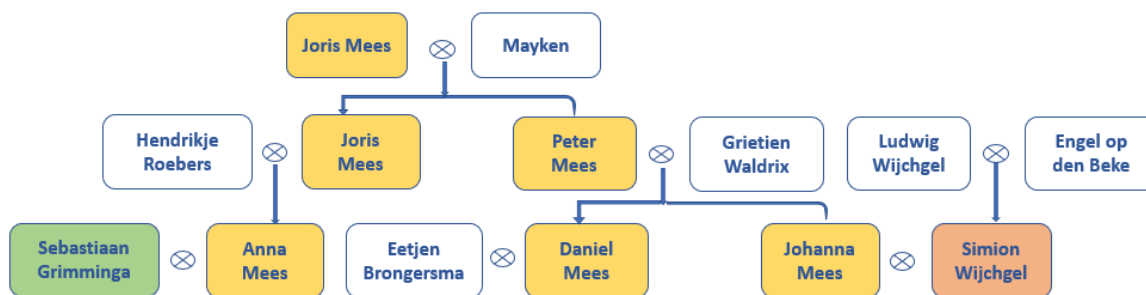 Joris Mees
Mayken
Hendrikje
Roebers
Joris
Mees
Peter
Mees
Grietien
Waldrix
Ludwig
Wijchgel
Engel op
den Beke
Sebastiaan
Grimminga
Anna
Mees
Eetjen
Brongersma
Daniel
Mees
Johanna
Mees
Simion
Wijchgel